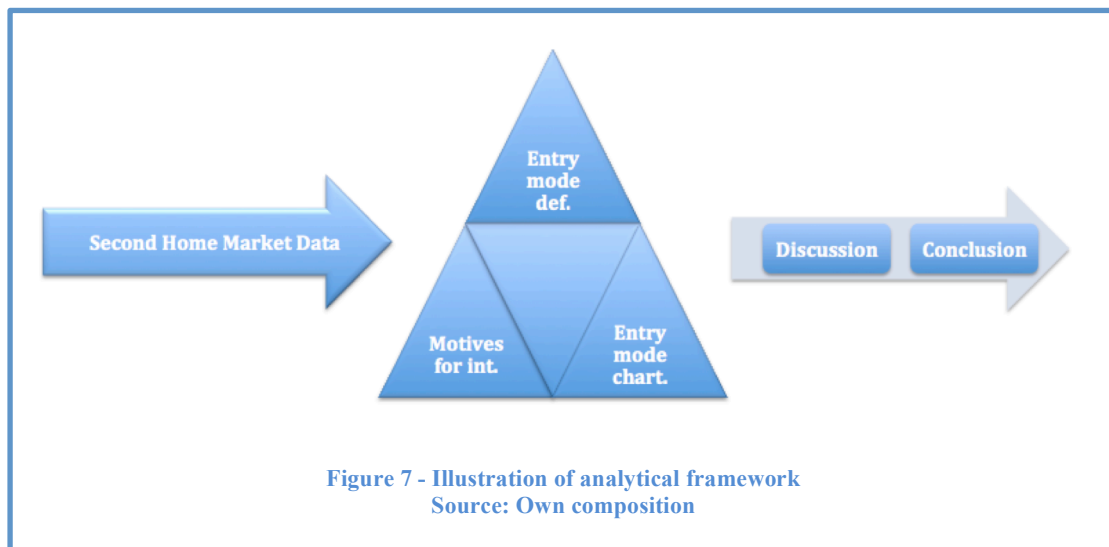 Second Home Market Data
Entry
mode
def.
Motives
for int.
Entry
mode
chart.
Discussion
Conclusion
Figure 7 - Illustration of analytical framework
Source: Own composition